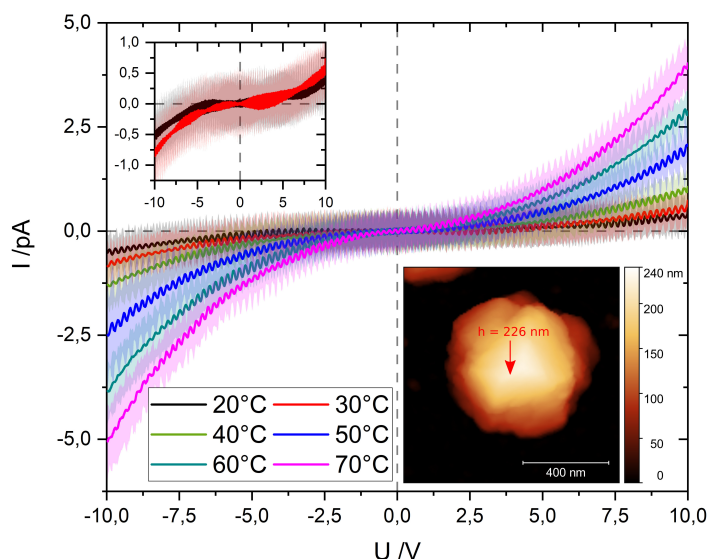 5,0
2,5
0,0
-2,5
-5,0
I /pA
-10,0 -7,5 -5,0 -2,5 0,0 2,5 5,0 7,5 10,0
U /V
1,0
0,5
0,0
-0,5
-1,0
-10 -5 0 5 10
20°C 30°C
40°C 50°C
60°C 70°C
h = 226 nm
400 nm
240 nm
200
150
100
50
0